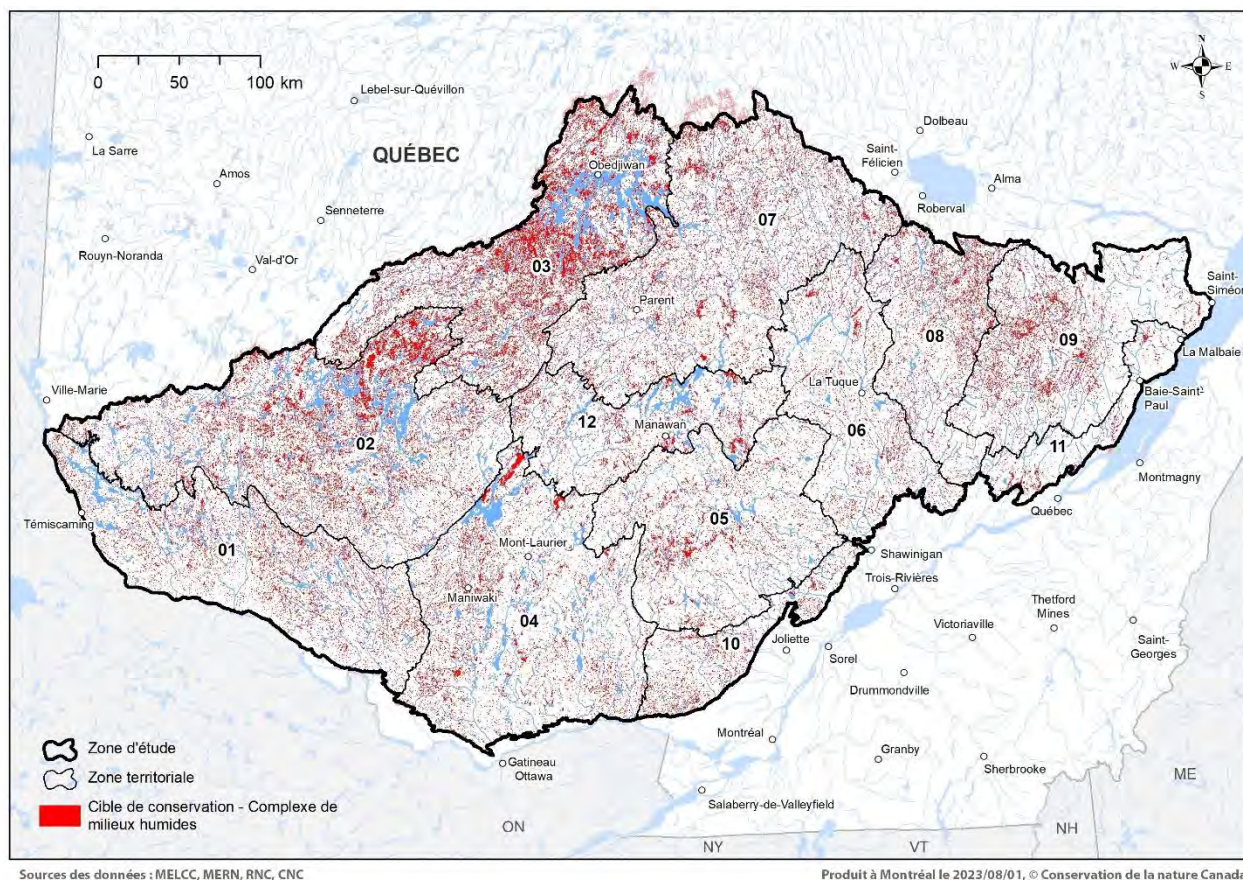 0 50 100 km
N
W E
S
Lebel-sur-Quévillon
Dolbeau
La Sarre
QUÉBEC
Saint-
Félicien
Obedjiwan
Amos
Alma
Roberval
Senneterre
07
Rouyn-Noranda
Val-d'Or
03
Saint-
Siméon
Parent
08
09
La Malbaie
Ville-Marie
La Tuque
Baie-Saint-
Paul
12
Manawan
02
06
11
Montmagny
Québec
Témiscaming
05
01
Mont-Laurier
Shawinigan
Trois-Rivières
Maniwaki
Thetford
Mines
04
Victoriaville
10
Joliette
Sorel
Saint-
Georges
Drummondville
Montréal
Zone d'étude
Granby
Gatineau
Ottawa
Sherbrooke
ME
Zone territoriale
Salaberry-de-Valleyfield
Cible de conservation - Complexe de
milieux humides
ON
NH
NY
VT
Sources des données : MELCC, MERN, RNC, CNC
Produit à Montréal le 2023/08/01, © Conservation de la nature Canada